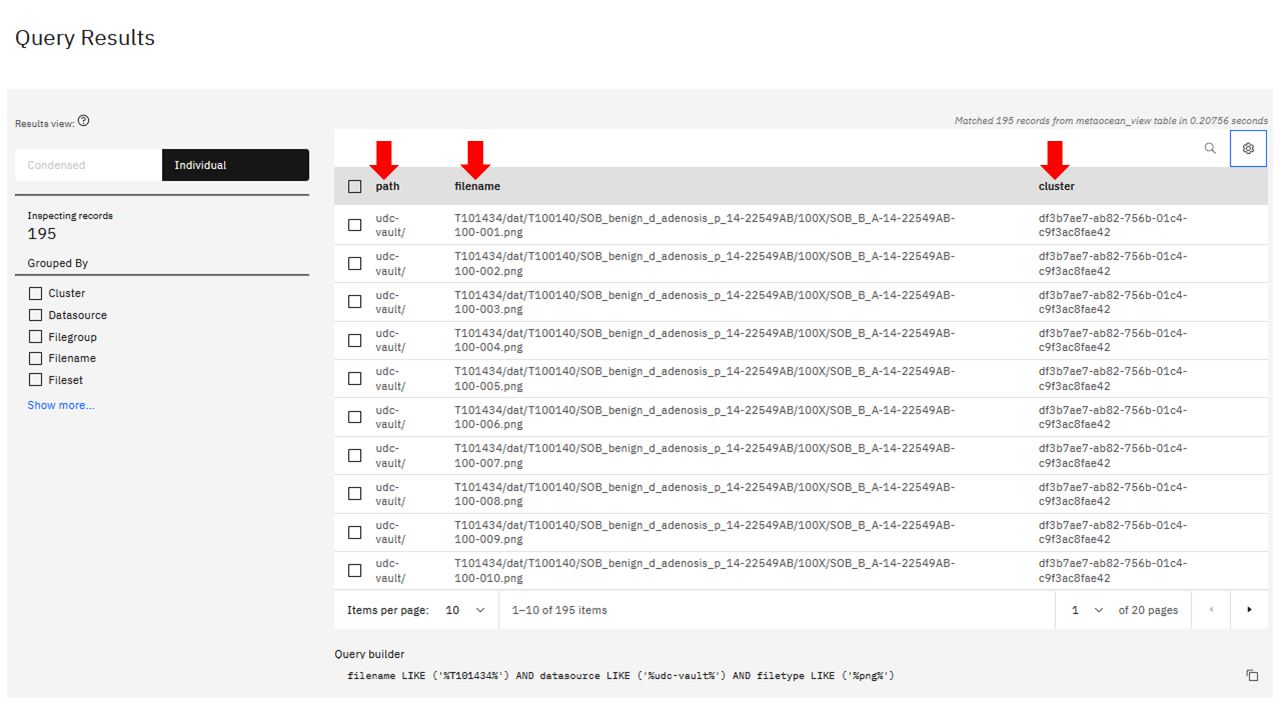 Query Results
Results view:
Matched 195 records from metaocean_view table in 0.20756 seconds
Condensed
Individual
Inspecting records
195
Grouped By
Cluster
Datasource
Filegroup
Filename
Fileset
Show more...
path filename cluster
udc- T101434/dat/T100140/SOB_benign_d_adenosis_p_14-22549AB/100X/SOB_B_A-14-22549AB- df3b7ae7-ab82-756b-01c4-
vault/ 100-001.png c9f3ac8fae42
udc- T101434/dat/T100140/SOB_benign_d_adenosis_p_14-22549AB/100X/SOB_B_A-14-22549AB- df3b7ae7-ab82-756b-01c4-
vault/ 100-002.png c9f3ac8fae42
udc- T101434/dat/T100140/SOB_benign_d_adenosis_p_14-22549AB/100X/SOB_B_A-14-22549AB- df3b7ae7-ab82-756b-01c4-
vault/ 100-003.png c9f3ac8fae42
udc- T101434/dat/T100140/SOB_benign_d_adenosis_p_14-22549AB/100X/SOB_B_A-14-22549AB- df3b7ae7-ab82-756b-01c4-
vault/ 100-004.png c9f3ac8fae42
udc- T101434/dat/T100140/SOB_benign_d_adenosis_p_14-22549AB/100X/SOB_B_A-14-22549AB- df3b7ae7-ab82-756b-01c4-
vault/ 100-005.png c9f3ac8fae42
udc- T101434/dat/T100140/SOB_benign_d_adenosis_p_14-22549AB/100X/SOB_B_A-14-22549AB- df3b7ae7-ab82-756b-01c4-
vault/ 100-006.png c9f3ac8fae42
udc- T101434/dat/T100140/SOB_benign_d_adenosis_p_14-22549AB/100X/SOB_B_A-14-22549AB- df3b7ae7-ab82-756b-01c4-
vault/ 100-007.png c9f3ac8fae42
udc- T101434/dat/T100140/SOB_benign_d_adenosis_p_14-22549AB/100X/SOB_B_A-14-22549AB- df3b7ae7-ab82-756b-01c4-
vault/ 100-008.png c9f3ac8fae42
udc- T101434/dat/T100140/SOB_benign_d_adenosis_p_14-22549AB/100X/SOB_B_A-14-22549AB- df3b7ae7-ab82-756b-01c4-
vault/ 100-009.png c9f3ac8fae42
udc- T101434/dat/T100140/SOB_benign_d_adenosis_p_14-22549AB/100X/SOB_B_A-14-22549AB- df3b7ae7-ab82-756b-01c4-
vault/ 100-010.png c9f3ac8fae42
Items per page: 10 1–10 of 195 items 1 of 20 pages
Query builder
filename LIKE ('%T101434%') AND datasource LIKE ('%udc-vault%') AND filetype LIKE ('%png%')